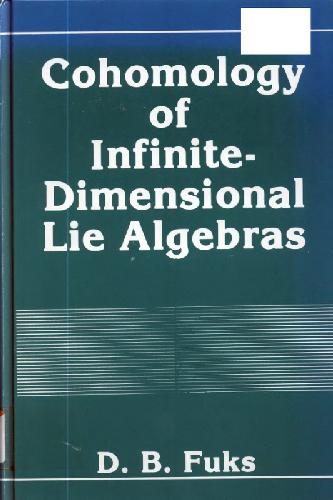 Cohomology
of
Infinite-
Dimensional
Lie Algebras
D. B. Fuks